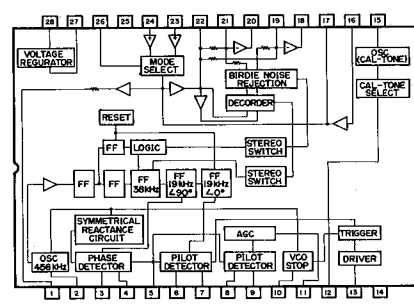 28 27 26 25 24 23 22 21 20 19 18 17 16 15
VOLTAGE
REGURATOR
MODE
SELECT
BIRDIE NOISE
REJECTION
OSC
(CAL-TONE)
CAL-TONE
SELECT
DECORDER
RESET
FF
LOGIC
STEREO
SWITCH
FF
FF
FF
38kHz
FF
19kHz
∠90°
FF
19kHz
∠0°
STEREO
SWITCH
SYMMETRICAL
REACTANCE
CIRCUIT
AGC
TRIGGER
OSC
456kHz
PHASE
DETECTOR
PILOT
DETECTOR
PILOT
DETECTOR
VCO
STOP
DRIVER
1 2 3 4 5 6 7 8 9 10 11 12 13 14